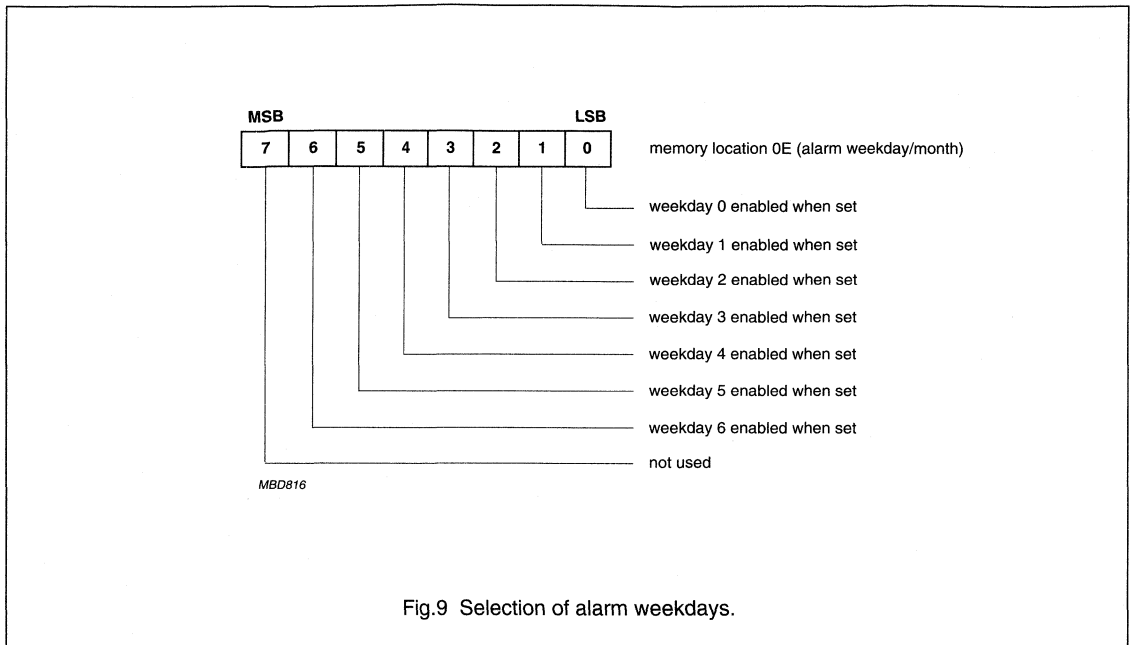 MSB LSB
7 6 5 4 3 2 1 0 memory location 0E (alarm weekday/month)
weekday 0 enabled when set
weekday 1 enabled when set
weekday 2 enabled when set
weekday 3 enabled when set
weekday 4 enabled when set
weekday 5 enabled when set
weekday 6 enabled when set
not used
MBD816
Fig.9 Selection of alarm weekdays.